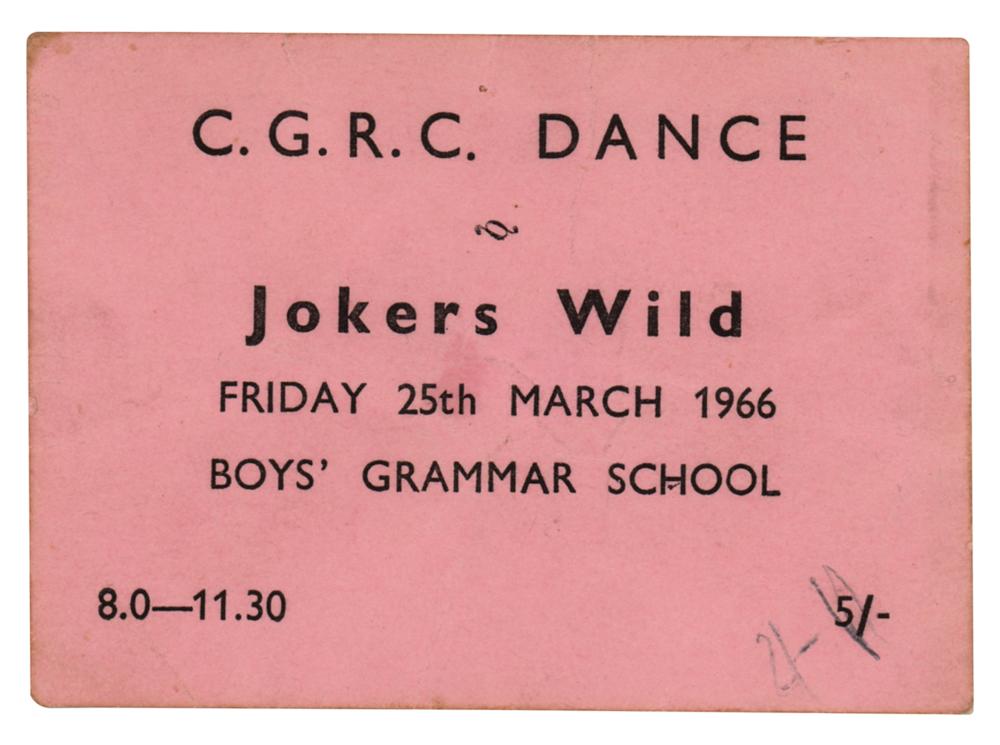 C. G. R. C. DANCE
Jokers Wild
FRIDAY 25th MARCH 1966
BOYS' GRAMMAR SCHOOL
8.0—11.30
5/-